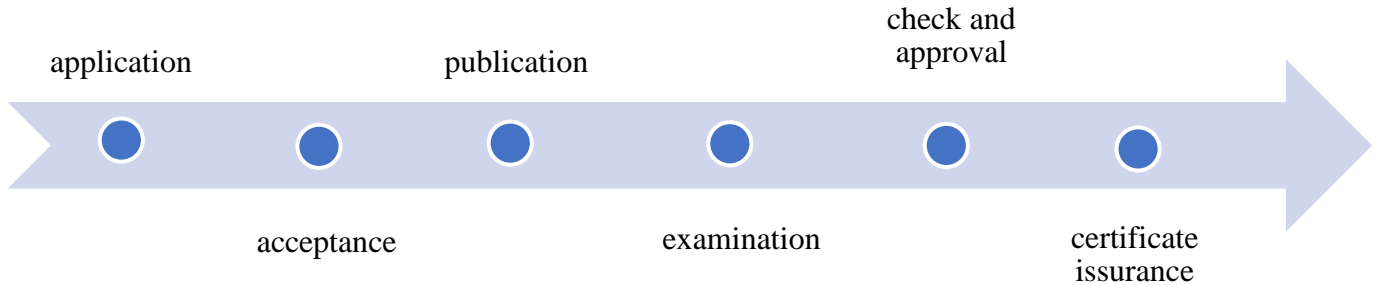 application
acceptance
publication
examination
check and
approval
certificate
issurance